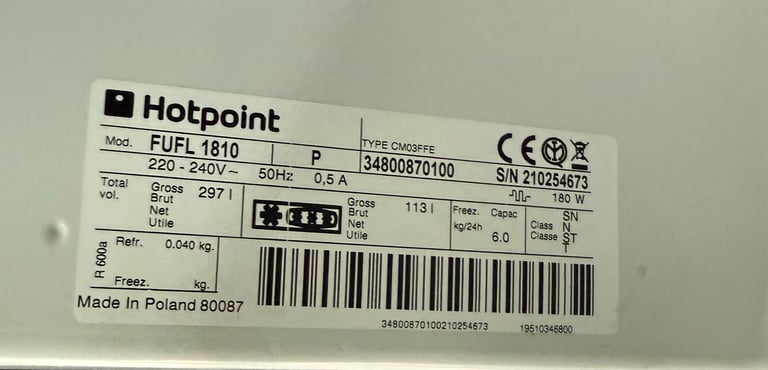 Hotpoint
Mod. FUFL 1810 P
TYPE CM03FFE
34800870100
S/N 210254673
220 - 240V~ 50Hz 0,5 A
180 W
Total vol.
Gross 297 l
Brut
Net
Utile
Gross 113 l
Brut
Net
Utile
Freez. Capac
kg/24h 6.0
Class
Classe
SN
N
ST
T
R 600a
Refr. 0.040 kg.
Freez. kg.
Made In Poland 80087
34800870100210254673
19510346800